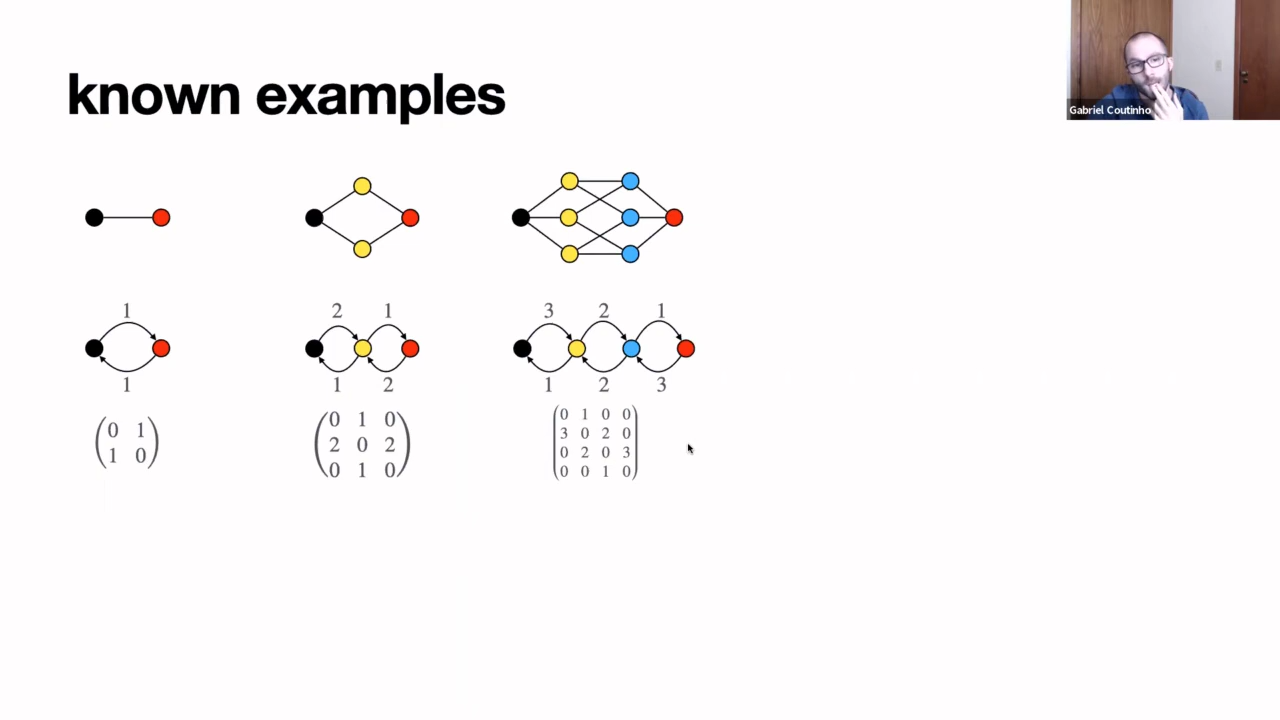 known examples
Gabriel Coutinho
1 2 1 3 2 1
1 1 2 1 2 3
0 1
1 0
0 1 0
2 0 2
0 1 0
0 1 0 0
3 0 2 0
0 2 0 3
0 0 1 0